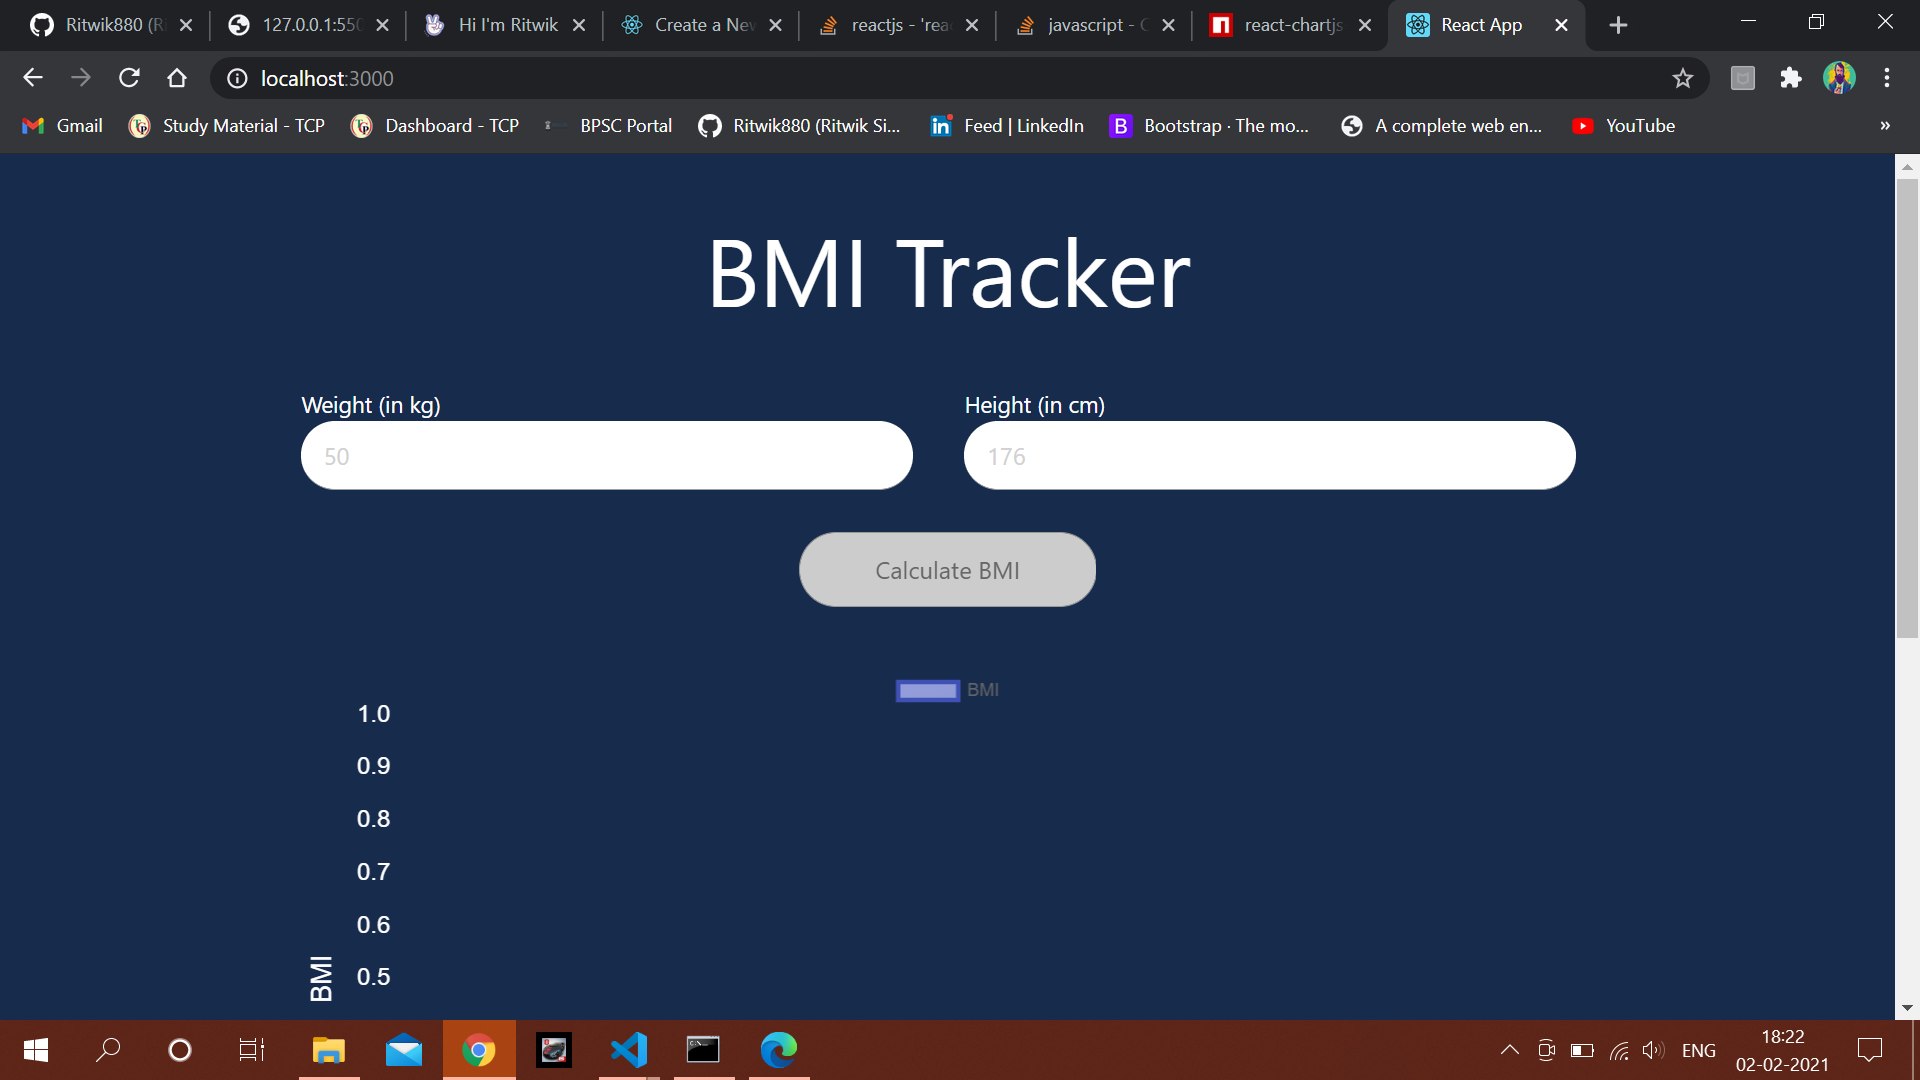 Ritwik880 (Ri
127.0.0.1:550
Hi I'm Ritwik
Create a New
reactjs - 'rea
javascript - C
react-chartjs
React App
localhost:3000
Gmail
Study Material - TCP
Dashboard - TCP
BPSC Portal
Ritwik880 (Ritwik Si...
Feed | LinkedIn
Bootstrap · The mo...
A complete web en...
YouTube
»
BMI Tracker
Weight (in kg)
Height (in cm)
50
176
Calculate BMI
BMI
1.0
0.9
0.8
0.7
0.6
0.5
BMI
ENG
18:22
02-02-2021